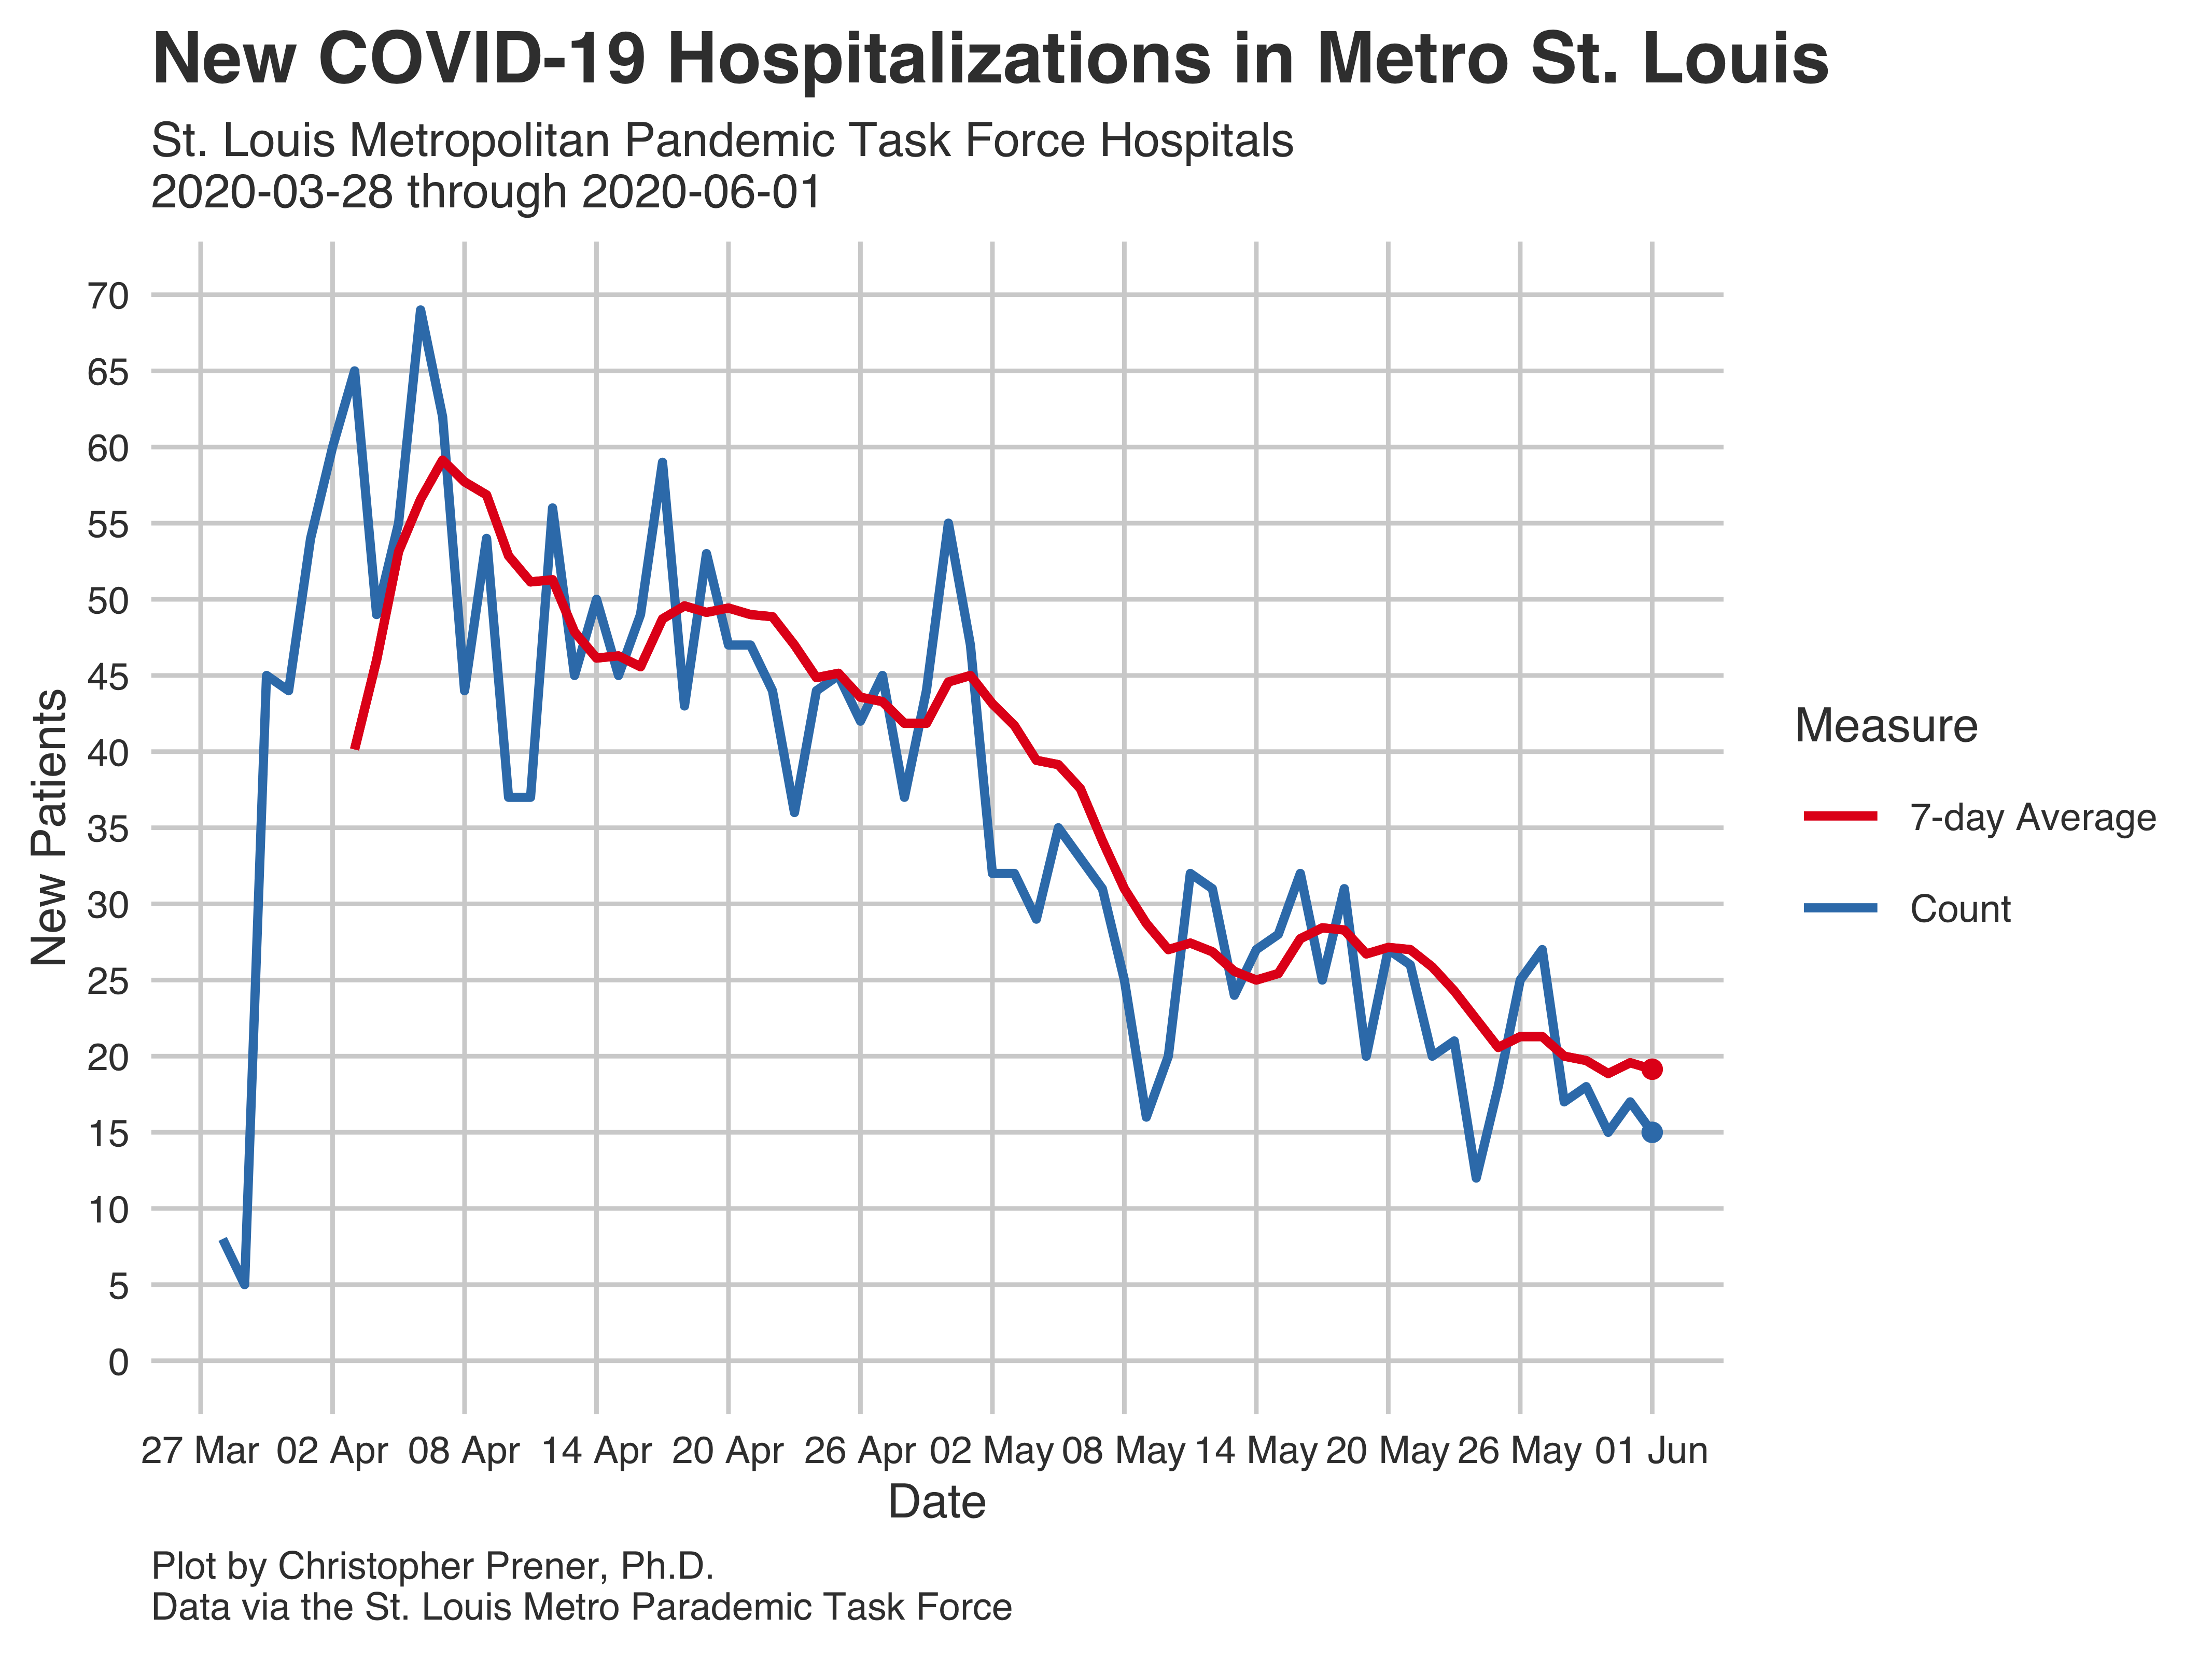 New COVID-19 Hospitalizations in Metro St. Louis
St. Louis Metropolitan Pandemic Task Force Hospitals
2020-03-28 through 2020-06-01
70
65
60
55
50
45
40
35
30
25
20
15
10
5
0
New Patients
27 Mar 02 Apr 08 Apr 14 Apr 20 Apr 26 Apr 02 May 08 May 14 May 20 May 26 May 01 Jun
Date
Measure
7-day Average
Count
Plot by Christopher Prener, Ph.D.
Data via the St. Louis Metro Parademic Task Force